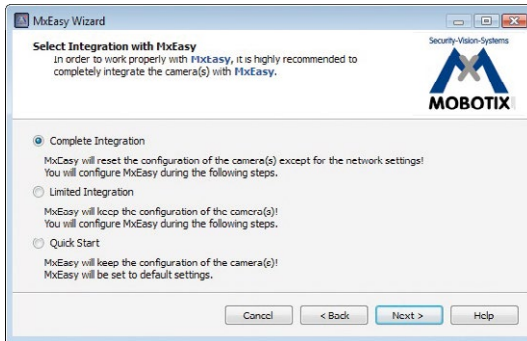 MxEasy Wizard
Select Integration with MxEasy
In order to work properly with MxEasy, it is highly recommended to
completely integrate the camera(s) with MxEasy.
Security-Vision-Systems
MOBOTIX
Complete Integration
MxEasy will reset the configuration of the camera(s) except for the network settings!
You will configure MxEasy during the following steps.
Limited Integration
MxEasy will keep the configuration of the camera(s)!
You will configure MxEasy during the following steps.
Quick Start
MxEasy will keep the configuration of the camera(s)!
MxEasy will be set to default settings.
Cancel
< Back
Next >
Help